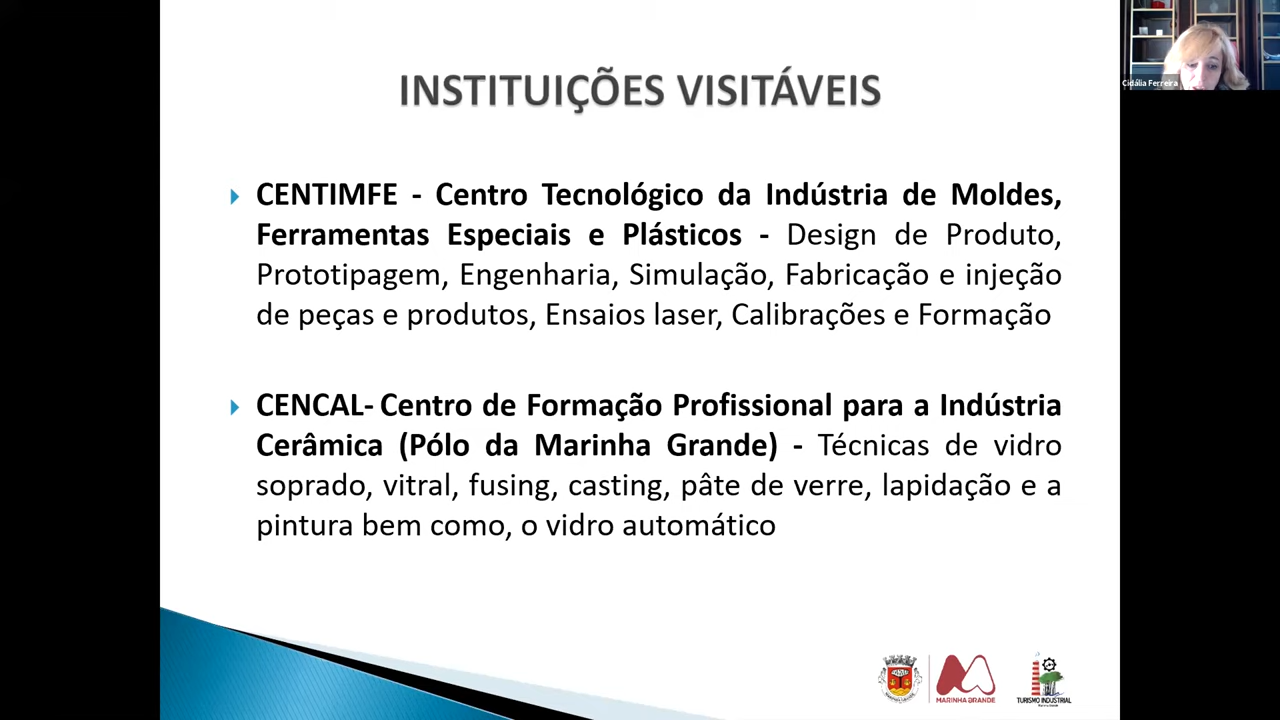 INSTITUIÇÕES VISITÁVEIS
Cidália Ferreira
CENTIMFE - Centro Tecnológico da Indústria de Moldes,
Ferramentas Especiais e Plásticos - Design de Produto,
Prototipagem, Engenharia, Simulação, Fabricação e injeção
de peças e produtos, Ensaios laser, Calibrações e Formação
CENCAL- Centro de Formação Profissional para a Indústria
Cerâmica (Pólo da Marinha Grande) - Técnicas de vidro
soprado, vitral, fusing, casting, pâte de verre, lapidação e a
pintura bem como, o vidro automático
MARINHA GRANDE
TURISMO INDUSTRIAL